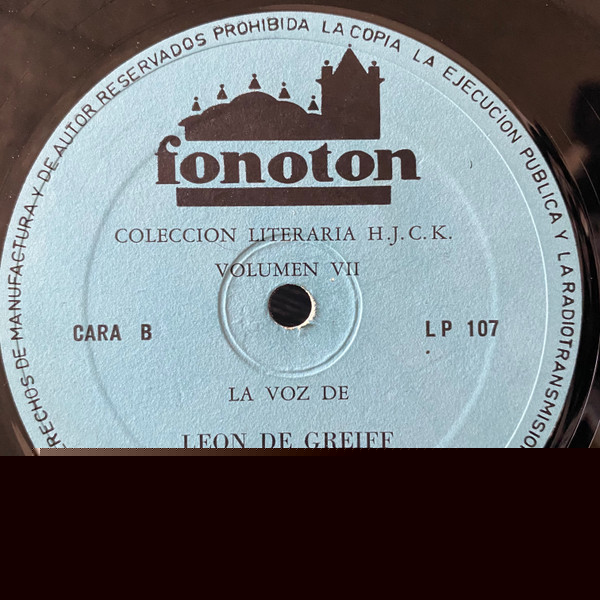 DERECHOS DE MANUFACTURA Y DE AUTOR RESERVADOS PROHIBIDA LA COPIA LA EJECUCION PUBLICA Y LA RADIOTRANSMISION
fonoton
COLECCION LITERARIA H.J.C.K.
VOLUMEN VII
CARA B
LP 107
LA VOZ DE
LEON DE GREIFF